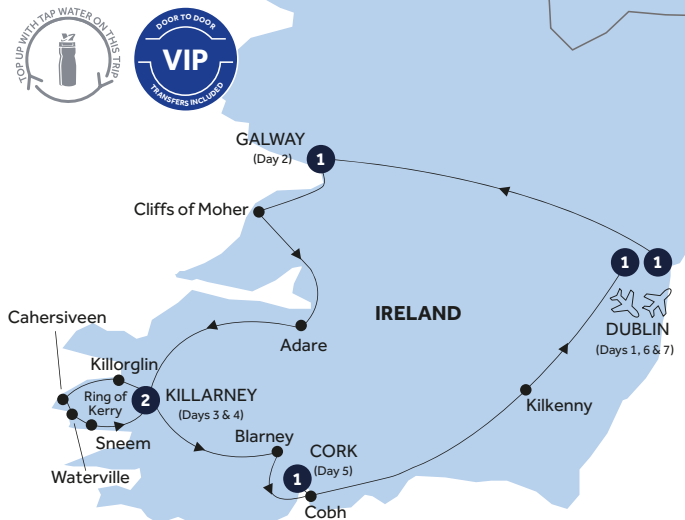 TOP UP WITH TAP WATER ON THIS TRIP
DOOR TO DOOR
VIP
TRANSFERS INCLUDED
GALWAY
(Day 2)
1
Cliffs of Moher
1
1
IRELAND
DUBLIN
(Days 1, 6 & 7)
Cahersiveen
Adare
Killorglin
Ring of
Kerry
2
KILLARNEY
(Days 3 & 4)
Kilkenny
Sneem
Blarney
CORK
(Day 5)
1
Waterville
Cobh